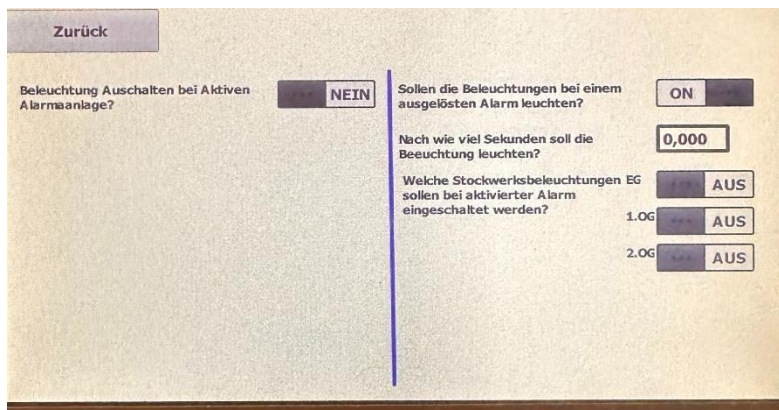 Zurück
Beleuchtung Auschalten bei Aktiven
Alarmaanlage?
NEIN
Sollen die Beleuchtungen bei einem
ausgelösten Alarm leuchten?
ON
Nach wie viel Sekunden soll die
Beeuchtung leuchten?
0,000
Welche Stockwerksbeleuchtungen EG
sollen bei aktivierter Alarm
eingeschaltet werden?
AUS
1.OG
AUS
2.OG
AUS